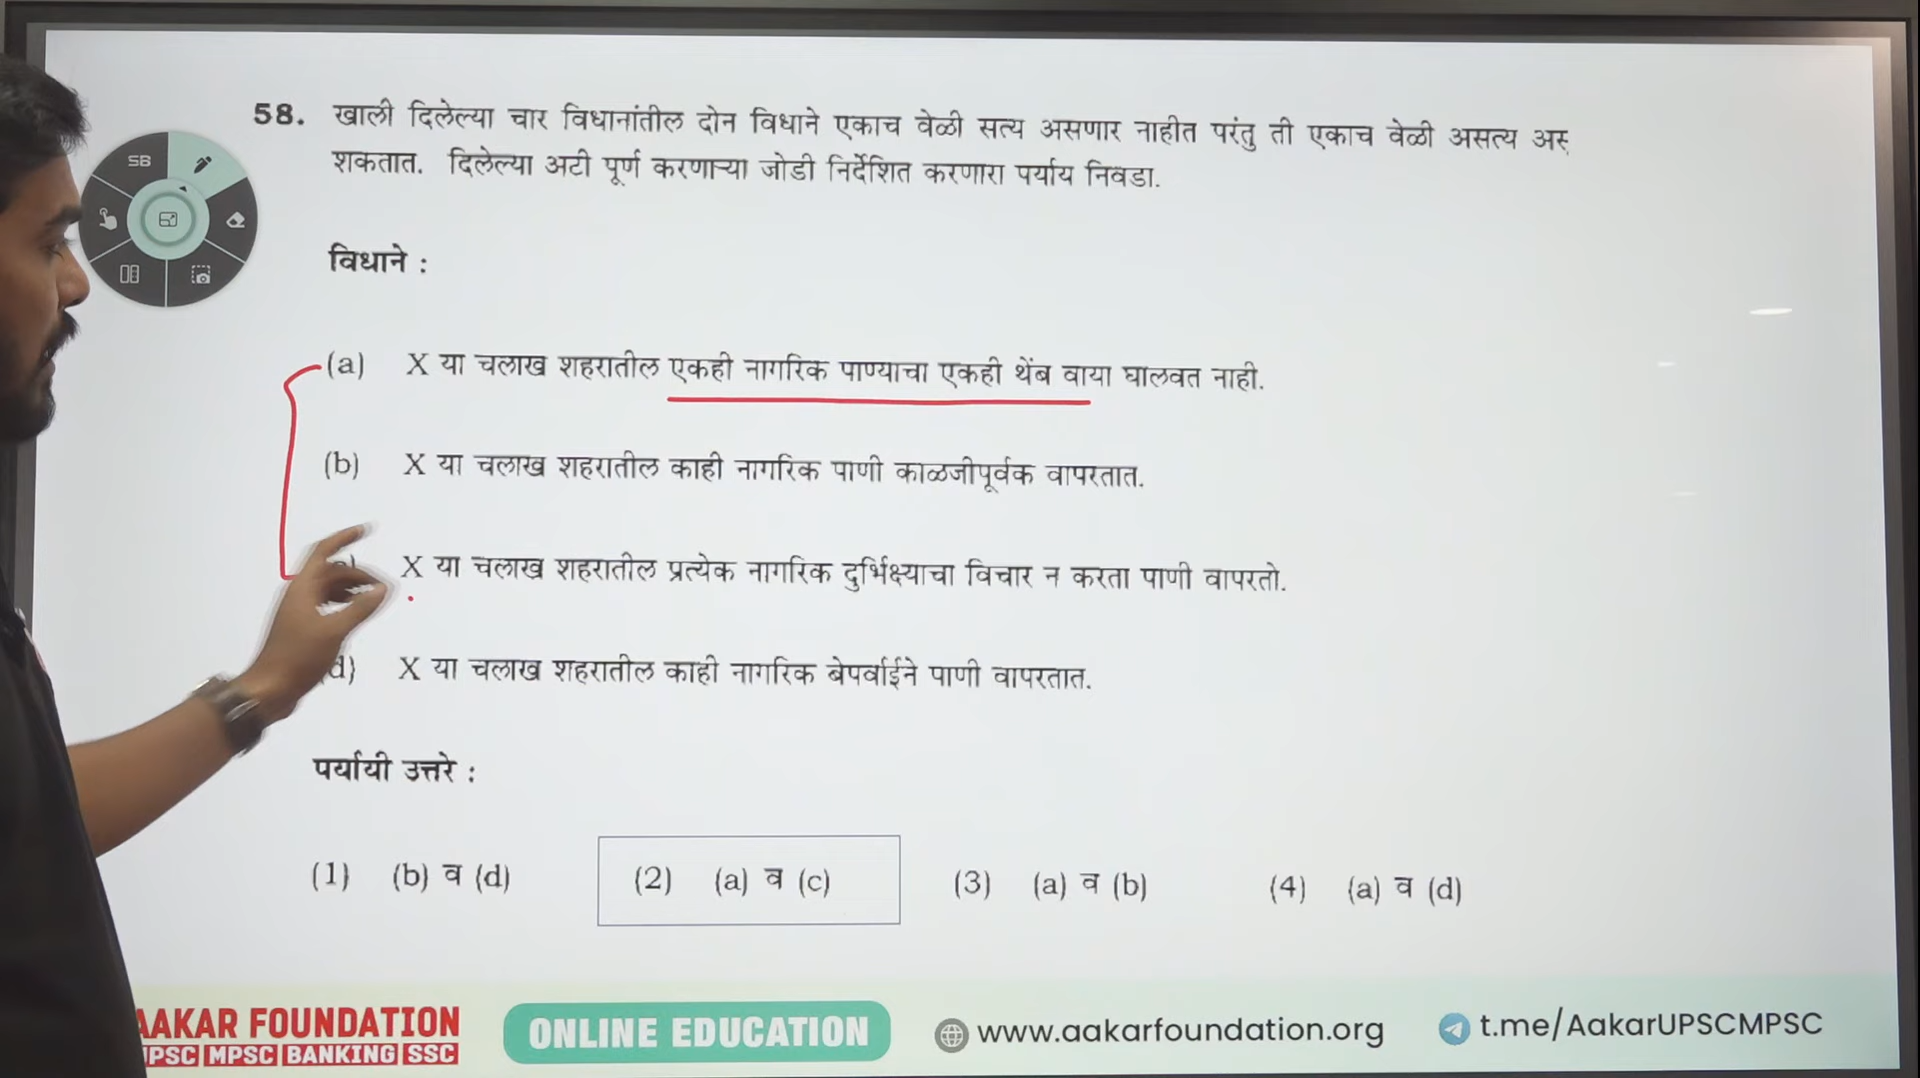 SB
58. खाली दिलेल्या चार विधानांतील दोन विधाने एकाच वेळी सत्य असणार नाहीत परंतु ती एकाच वेळी असत्य अस
शकतात. दिलेल्या अटी पूर्ण करणाऱ्या जोडी निर्देशित करणारा पर्याय निवडा.
विधाने :
(a) X या चलाख शहरातील एकही नागरिक पाण्याचा एकही थेंब वाया घालवत नाही.
(b) X या चलाख शहरातील काही नागरिक पाणी काळजीपूर्वक वापरतात.
X या चलाख शहरातील प्रत्येक नागरिक दुर्भिक्ष्याचा विचार न करता पाणी वापरतो.
d) X या चलाख शहरातील काही नागरिक बेपर्वाईने पाणी वापरतात.
पर्यायी उत्तरे :
(1) (b) व (d) (2) (a) व (c) (3) (a) व (b) (4) (a) व (d)
AAKAR FOUNDATION ONLINE EDUCATION www.aakarfoundation.org t.me/AakarUPSCMPSC
PSC MPSC BANKING SSC